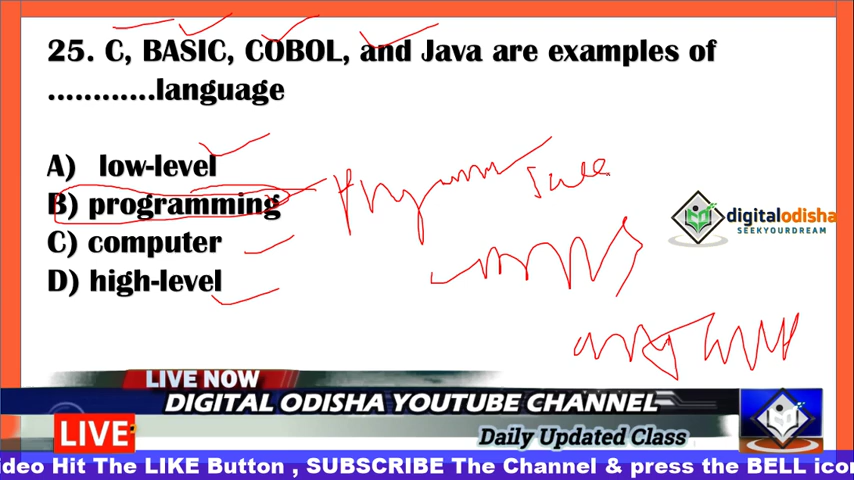 25. C, BASIC, COBOL, and Java are examples of
............language
A) low-level
B) programming
C) computer
D) high-level
digitalodisha
SEEKYOURDREAM
LIVE NOW
DIGITAL ODISHA YOUTUBE CHANNEL
LIVE
Daily Updated Class
ideo Hit The LIKE Button , SUBSCRIBE The Channel & press the BELL icon